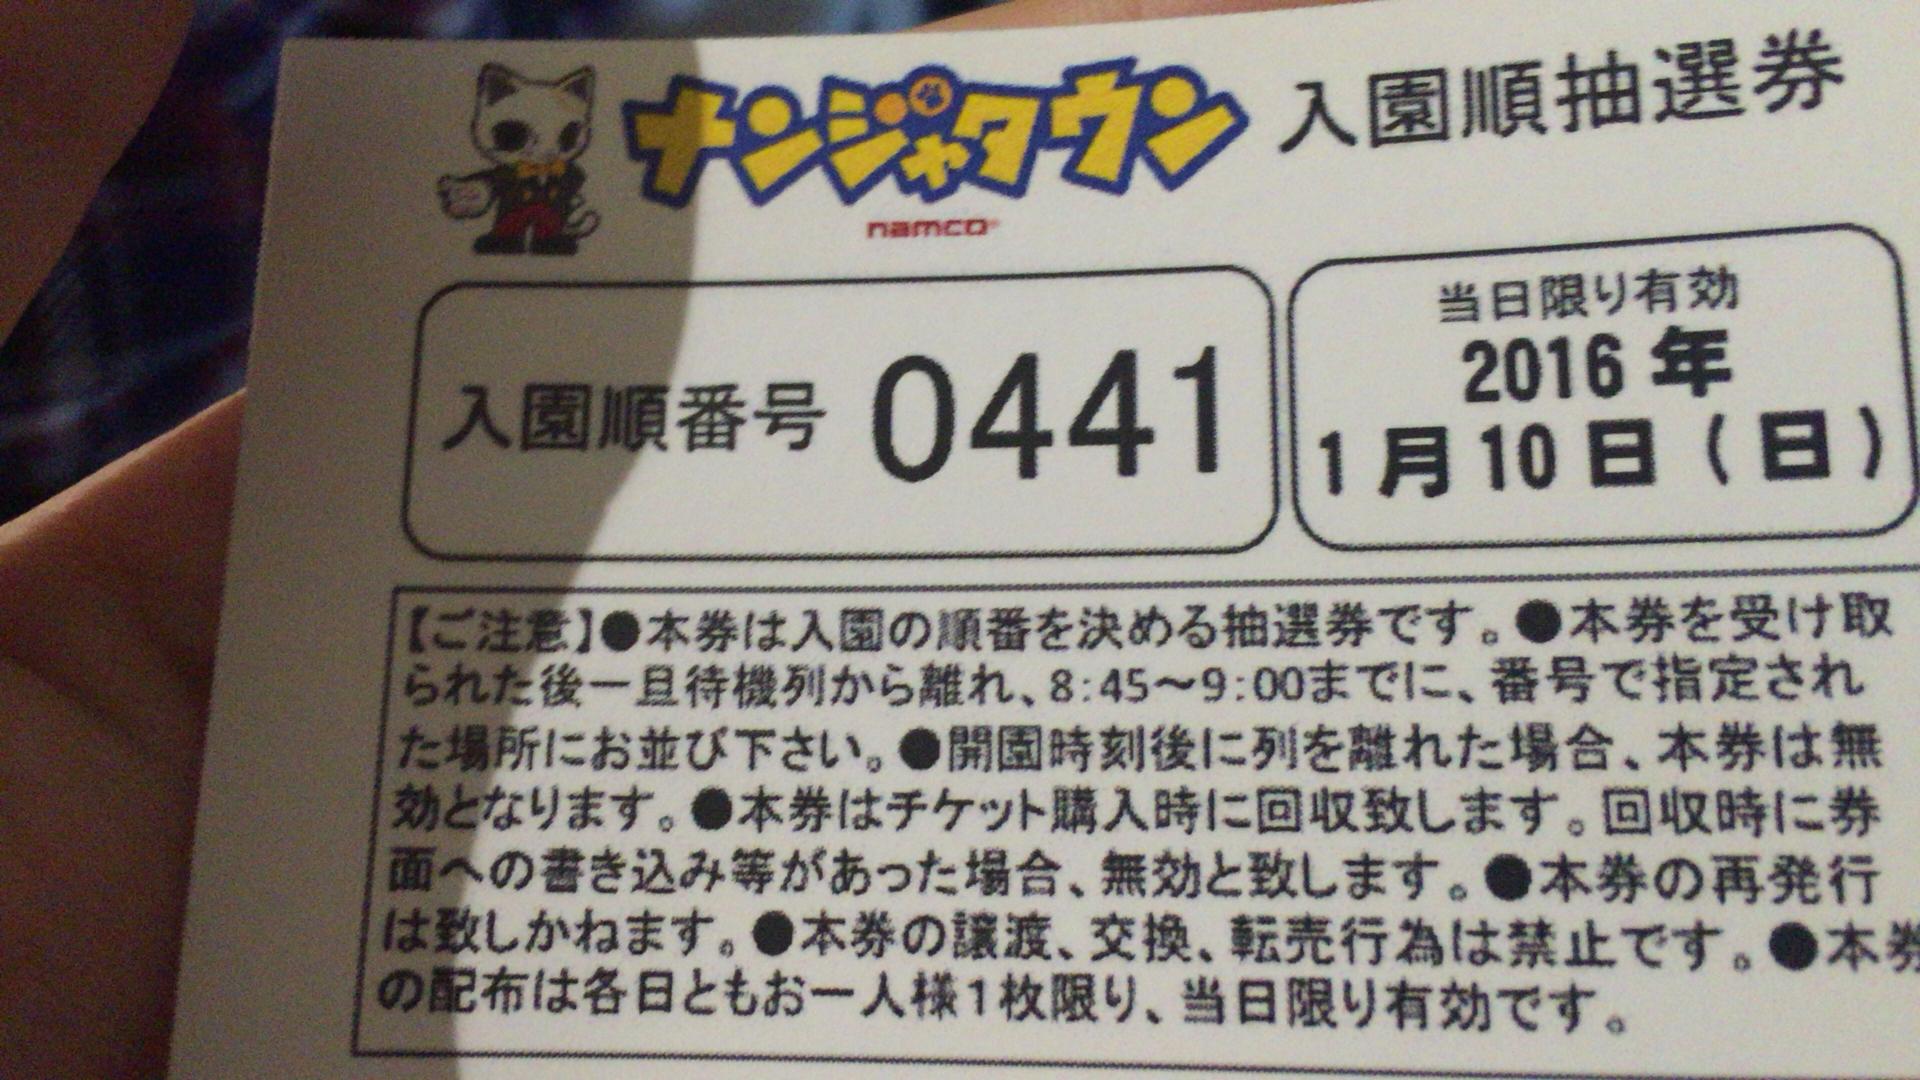 ナンジャタウン 入園順抽選券
namco
入園順番号 0441
当日限り有効
2016年
1月10日(日)
【ご注意】●本券は入園の順番を決める抽選券です。●本券を受け取
られた後一旦待機列から離れ、8:45～9:00までに、番号で指定され
た場所にお並び下さい。●開園時刻後に列を離れた場合、本券は無
効となります。●本券はチケット購入時に回収致します。回収時に券
面への書き込み等があった場合、無効と致します。●本券の再発行
は致しかねます。●本券の譲渡、交換、転売行為は禁止です。●本券
の配布は各日ともお一人様1枚限り、当日限り有効です。